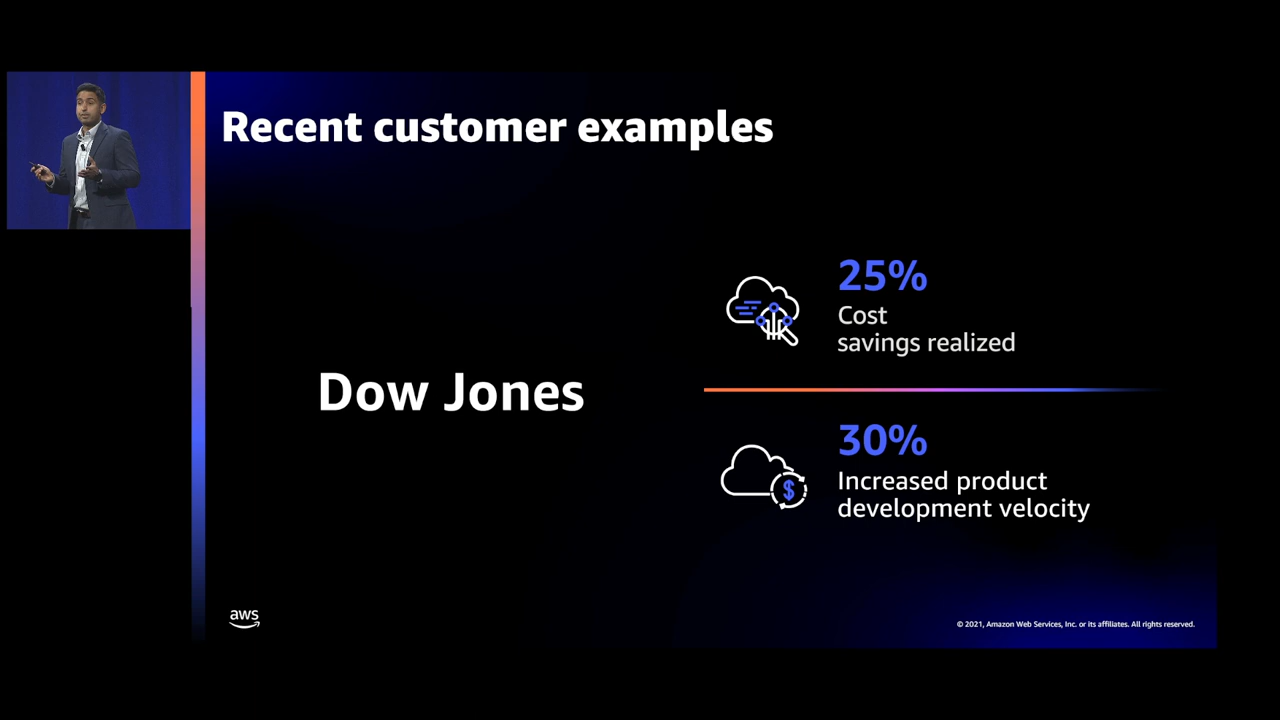 Recent customer examples
25%
Cost
savings realized
Dow Jones
30%
$
Increased product
development velocity
aws
© 2021, Amazon Web Services, Inc. or its affiliates. All rights reserved.